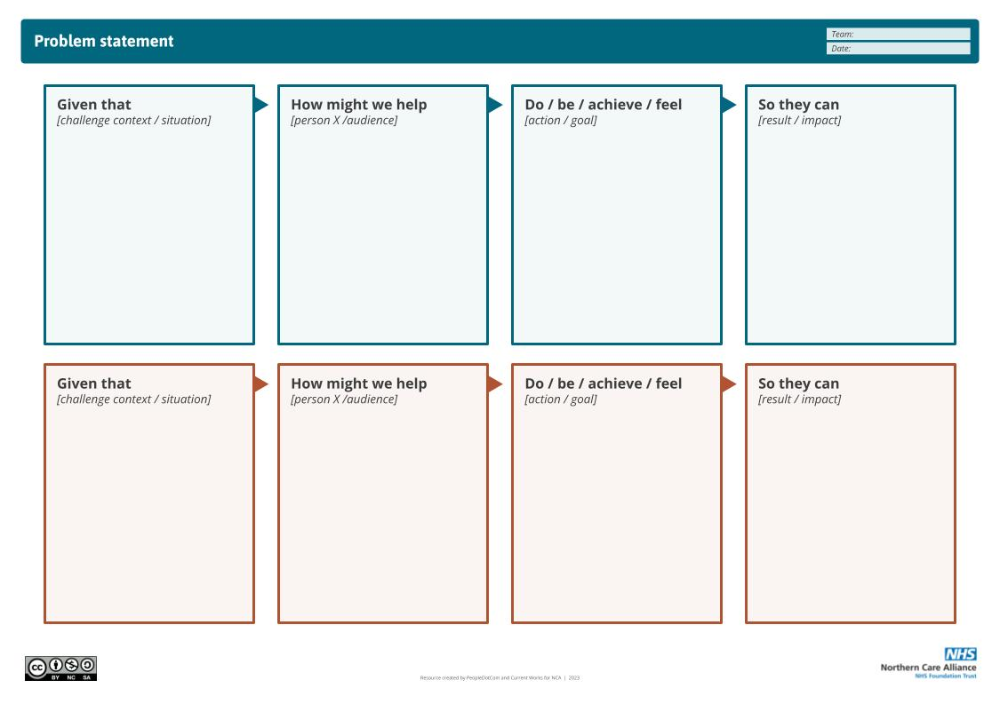 Problem statement
Team:
Date:
Given that
[challenge context / situation]
How might we help
[person X /audience]
Do / be / achieve / feel
[action / goal]
So they can
[result / impact]
Given that
[challenge context / situation]
How might we help
[person X /audience]
Do / be / achieve / feel
[action / goal]
So they can
[result / impact]
cc
BY NC SA
Resource created by PeopleDotCom and Current Works for NCA | 2023
NHS
Northern Care Alliance
NHS Foundation Trust